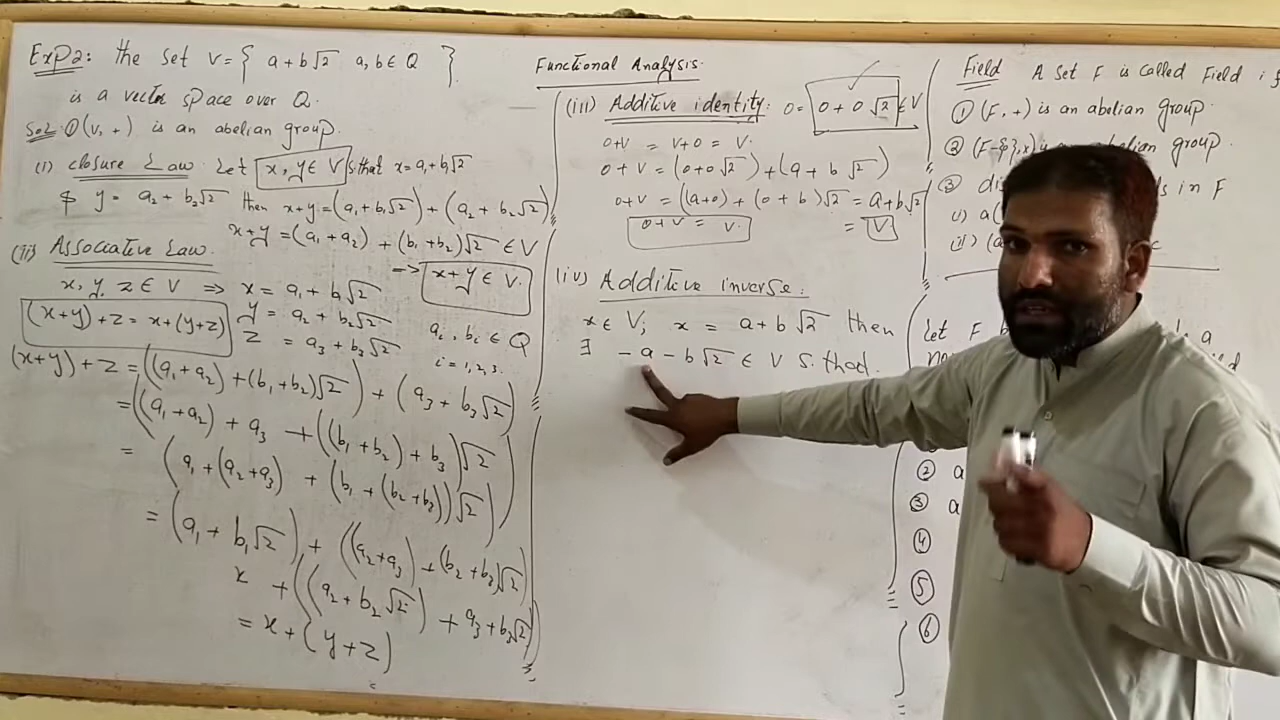 Exp2: the set V = { a + b√2   a, b ∈ Q }.
is a vector space over Q.
Sol: ① (V, +) is an abelian group.
(i) closure Law. Let x, y ∈ V s.that x = a₁ + b₁√2
& y = a₂ + b₂√2 then x+y = (a₁ + b₁√2) + (a₂ + b₂√2)
x+y = (a₁ + a₂) + (b₁ + b₂)√2 ∈ V
=> x+y ∈ V.
(ii) Associative Law.
x, y, z ∈ V ⇒ x = a₁ + b₁√2
y = a₂ + b₂√2
z = a₃ + b₃√2
aᵢ, bᵢ ∈ Q
i = 1, 2, 3.
(x+y)+z = x+(y+z)
(x+y)+z = ((a₁+a₂) + (b₁+b₂)√2) + (a₃ + b₃√2)
= ((a₁+a₂) + a₃ + ((b₁+b₂) + b₃)√2)
= (a₁ + (a₂+a₃) + (b₁ + (b₂+b₃))√2)
= (a₁ + b₁√2) + ((a₂+a₃) + (b₂+b₃)√2)
x + ((a₂ + b₂√2) + a₃ + b₃√2)
= x + (y+z)
Functional Analysis.
(iii) Additive identity: 0 = 0 + 0√2 ∈ V
0+V = V+0 = V.
0+V = (0+0√2) + (a + b√2)
0+V = ((a+0) + (0+b)√2 = a+b√2
0+V = V.
= V
(iv) Additive inverse:
x ∈ V, x = a + b√2 then
∃ -a - b√2 ∈ V s.that.
Field A set F is called Field if
① (F, +) is an abelian group.
② (F-{}, x) abelian group.
③ in F
(i) a(
(ii) (a c
Let F a
② a
③ a
④
⑤
⑥